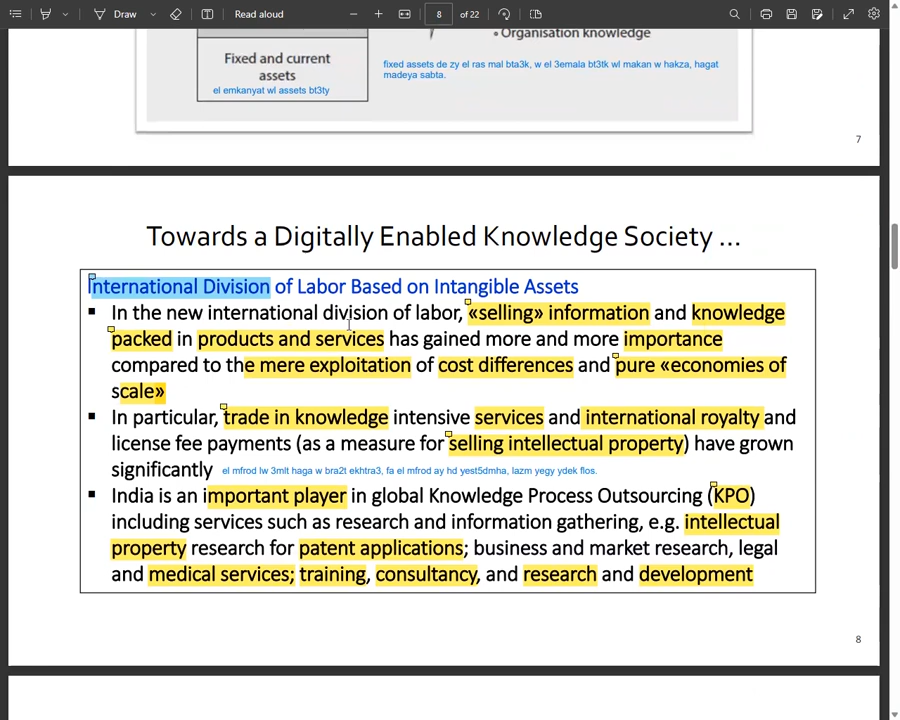 Draw
Read aloud
8
of 22
• Organisation knowledge
Fixed and current
assets
el emkanyat wl assets bt3ty
fixed assets de zy el ras mal bta3k, w el 3emala bt3tk wl makan w hakza, hagat
madeya sabta.
7
Towards a Digitally Enabled Knowledge Society ...
International Division of Labor Based on Intangible Assets
▪ In the new international division of labor, «selling» information and knowledge
packed in products and services has gained more and more importance
compared to the mere exploitation of cost differences and pure «economies of
scale»
▪ In particular, trade in knowledge intensive services and international royalty and
license fee payments (as a measure for selling intellectual property) have grown
significantly el mfrod lw 3mlt haga w bra2t ekhtra3, fa el mfrod ay hd yest5dmha, lazm yegy ydek flos.
▪ India is an important player in global Knowledge Process Outsourcing (KPO)
including services such as research and information gathering, e.g. intellectual
property research for patent applications; business and market research, legal
and medical services; training, consultancy, and research and development
8